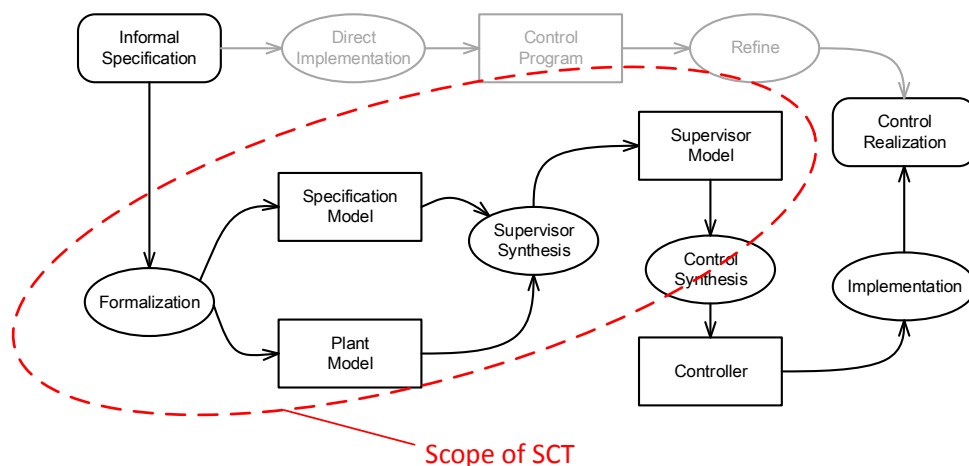 Informal
Specification
Direct
Implementation
Control
Program
Refine
Control
Realization
Supervisor
Model
Specification
Model
Supervisor
Synthesis
Control
Synthesis
Formalization
Implementation
Plant
Model
Controller
Scope of SCT